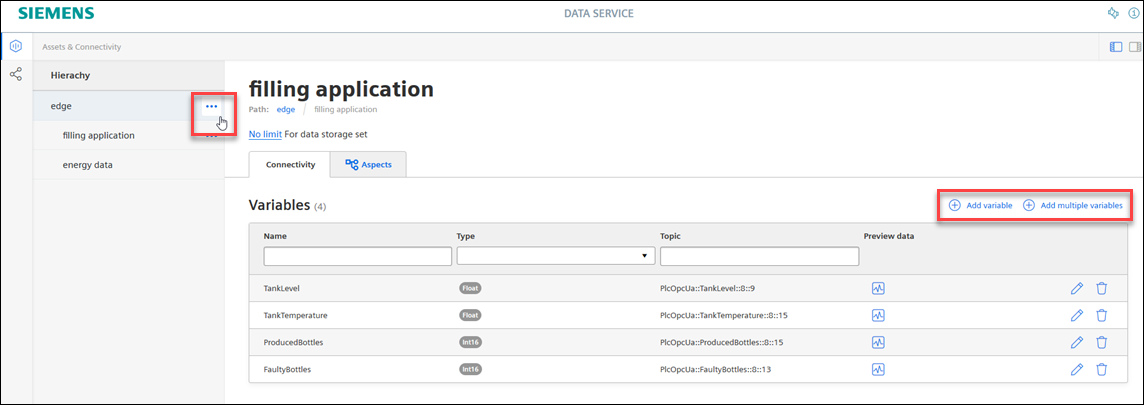 SIEMENS
DATA SERVICE
Assets & Connectivity
Hierachy
edge
filling application
energy data
filling application
Path: edge / filling application
No limit For data storage set
Connectivity Aspects
Variables (4) Add variable Add multiple variables
Name Type Topic Preview data
TankLevel Float PlcOpcUa::TankLevel::8::9
TankTemperature Float PlcOpcUa::TankTemperature::8::15
ProducedBottles Int16 PlcOpcUa::ProducedBottles::8::15
FaultyBottles Int16 PlcOpcUa::FaultyBottles::8::13